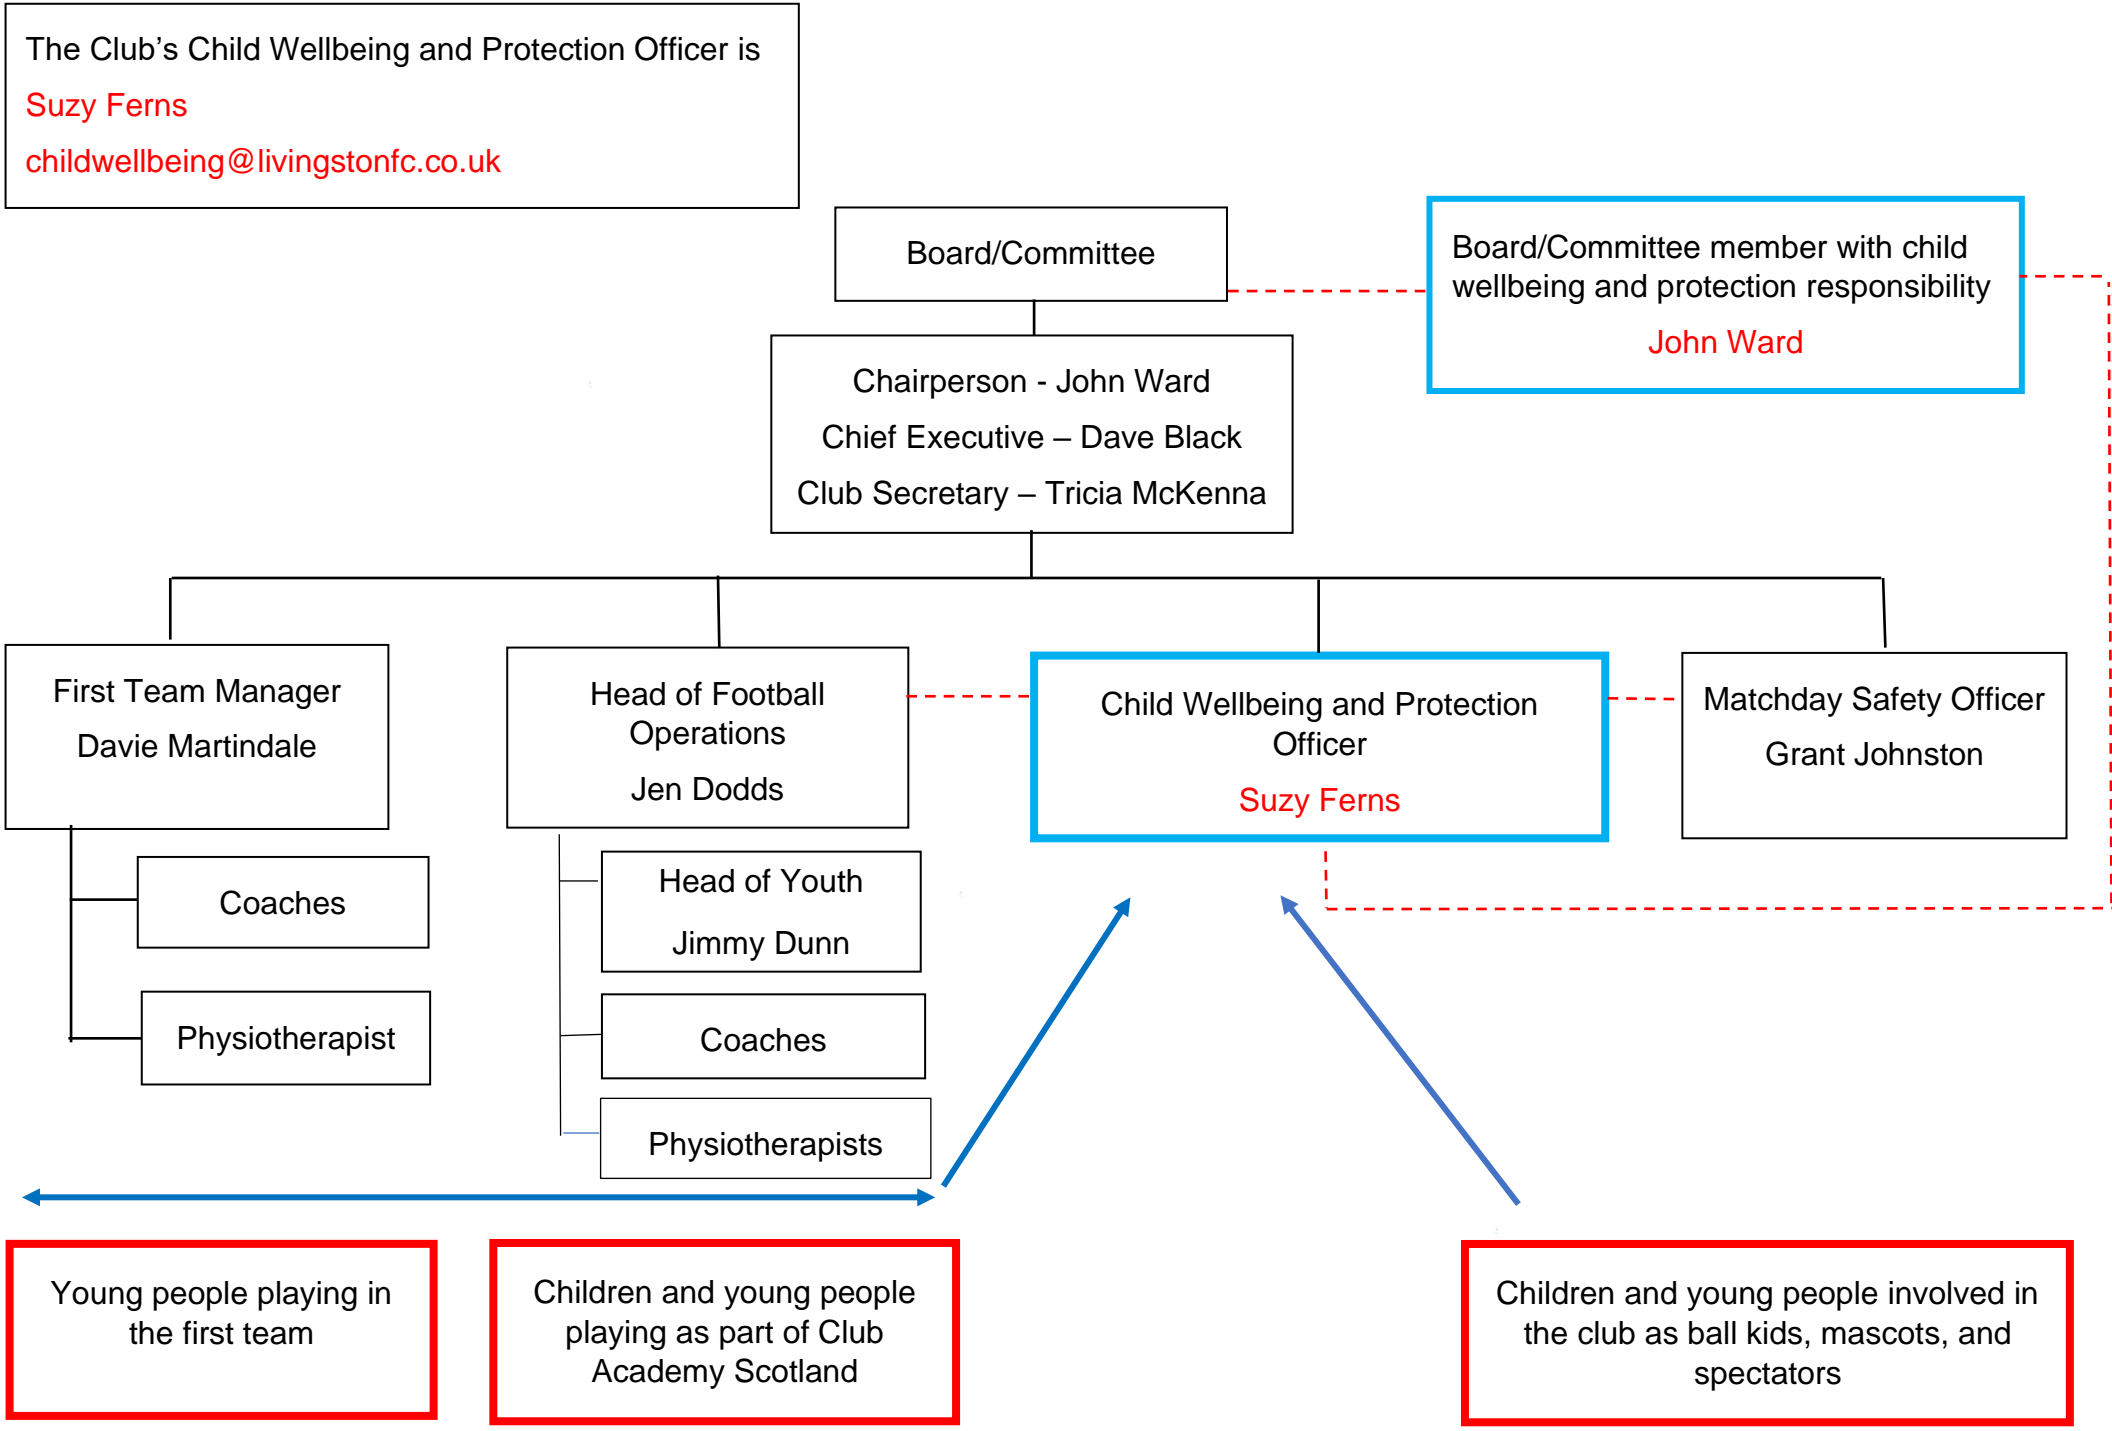 The Club’s Child Wellbeing and Protection Officer is
Suzy Ferns
childwellbeing@livingstonfc.co.uk
Board/Committee
Board/Committee member with child
wellbeing and protection responsibility
John Ward
Chairperson - John Ward
Chief Executive – Dave Black
Club Secretary – Tricia McKenna
First Team Manager
Davie Martindale
Head of Football
Operations
Jen Dodds
Child Wellbeing and Protection
Officer
Suzy Ferns
Matchday Safety Officer
Grant Johnston
Coaches
Physiotherapist
Head of Youth
Jimmy Dunn
Coaches
Physiotherapists
Young people playing in
the first team
Children and young people
playing as part of Club
Academy Scotland
Children and young people involved in
the club as ball kids, mascots, and
spectators